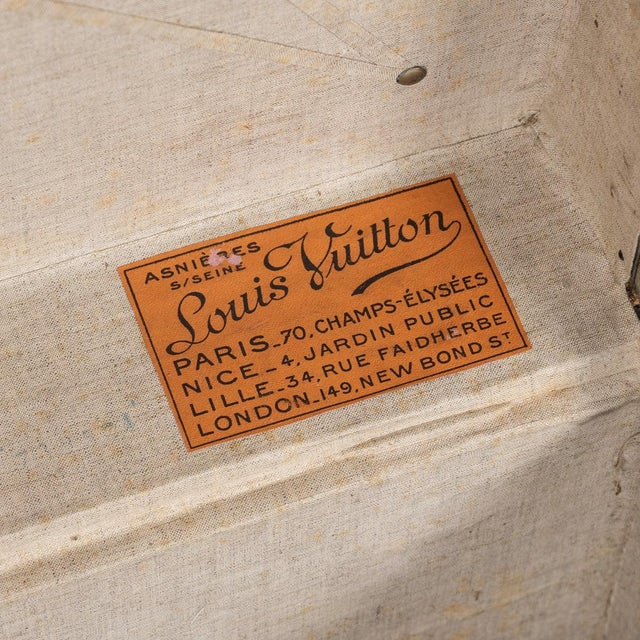 ASNIÈRES
S/SEINE
Louis Vuitton
PARIS_70, CHAMPS-ÉLYSÉES
NICE_4, JARDIN PUBLIC
LILLE_34, RUE FAIDHERBE
LONDON_149, NEW BOND ST